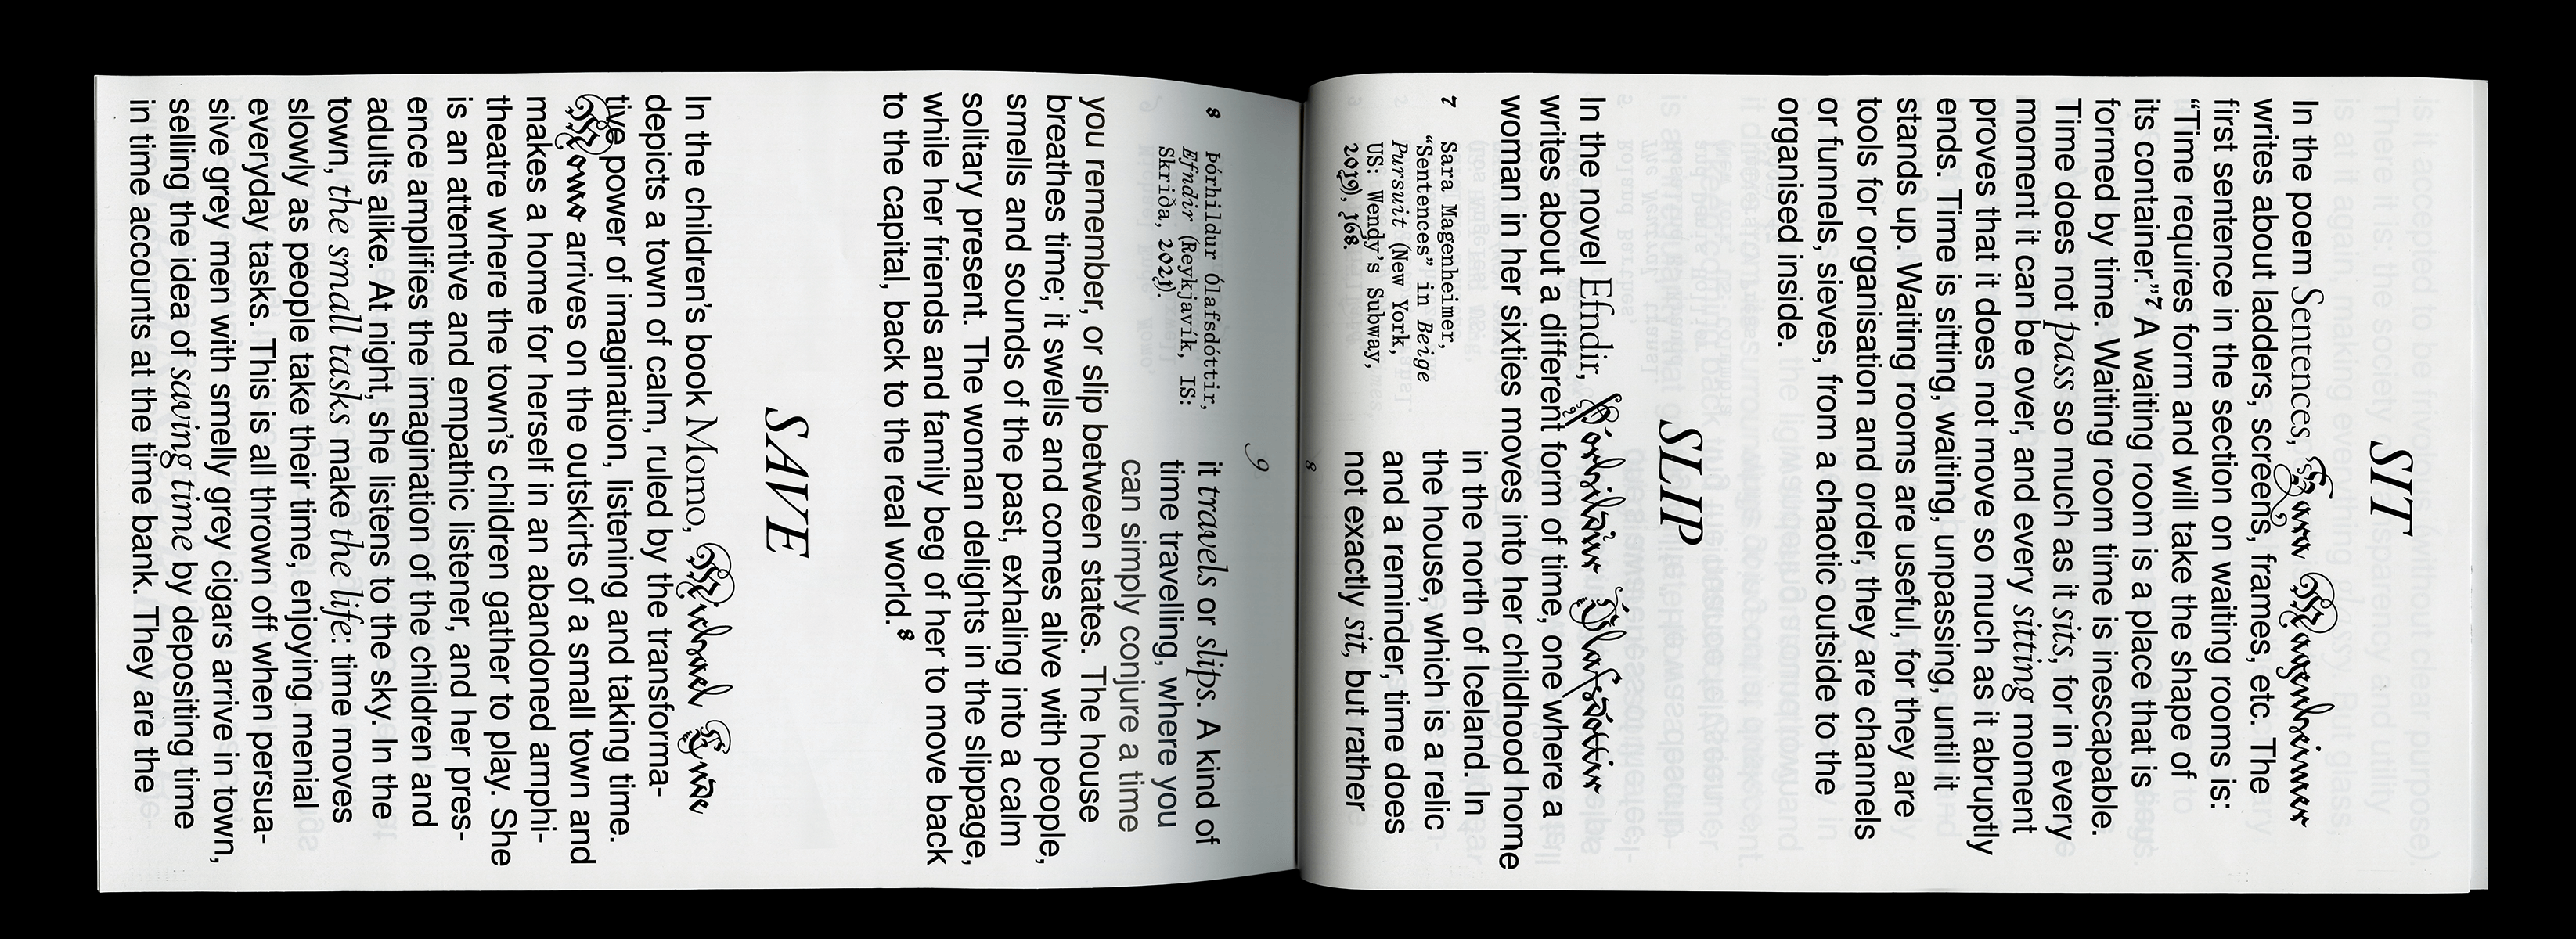 SIT
In the poem Sentences, Sara Magenheimer
writes about ladders, screens, frames, etc. The
first sentence in the section on waiting rooms is:
“Time requires form and will take the shape of
its container.”7 A waiting room is a place that is
formed by time. Waiting room time is inescapable.
Time does not pass so much as it sits, for in every
moment it can be over, and every sitting moment
proves that it does not move so much as it abruptly
ends. Time is sitting, waiting, unpassing, until it
stands up. Waiting rooms are useful, for they are
tools for organisation and order, they are channels
or funnels, sieves, from a chaotic outside to the
organised inside.
SLIP
In the novel Efndir, Þórhildur Ólafsdóttir
writes about a different form of time, one where a
woman in her sixties moves into her childhood home
in the north of Iceland. In
the house, which is a relic
and a reminder, time does
not exactly sit, but rather
7 Sara Magenheimer,
“Sentences” in Beige
Pursuit (New York,
US: Wendy’s Subway,
2019), 168.
8
9
it travels or slips. A kind of
time travelling, where you
can simply conjure a time
8 Þórhildur Ólafsdóttir,
Efndir (Reykjavík, IS:
Skriða, 2021).
you remember, or slip between states. The house
breathes time; it swells and comes alive with people,
smells and sounds of the past, exhaling into a calm
solitary present. The woman delights in the slippage,
while her friends and family beg of her to move back
to the capital, back to the real world.8
SAVE
In the children’s book Momo, Michael Ende
depicts a town of calm, ruled by the transforma-
tive power of imagination, listening and taking time.
Momo arrives on the outskirts of a small town and
makes a home for herself in an abandoned amphi-
theatre where the town’s children gather to play. She
is an attentive and empathic listener, and her pres-
ence amplifies the imagination of the children and
adults alike. At night, she listens to the sky. In the
town, the small tasks make the life: time moves
slowly as people take their time, enjoying menial
everyday tasks. This is all thrown off when persua-
sive grey men with smelly grey cigars arrive in town,
selling the idea of saving time by depositing time
in time accounts at the time bank. They are the